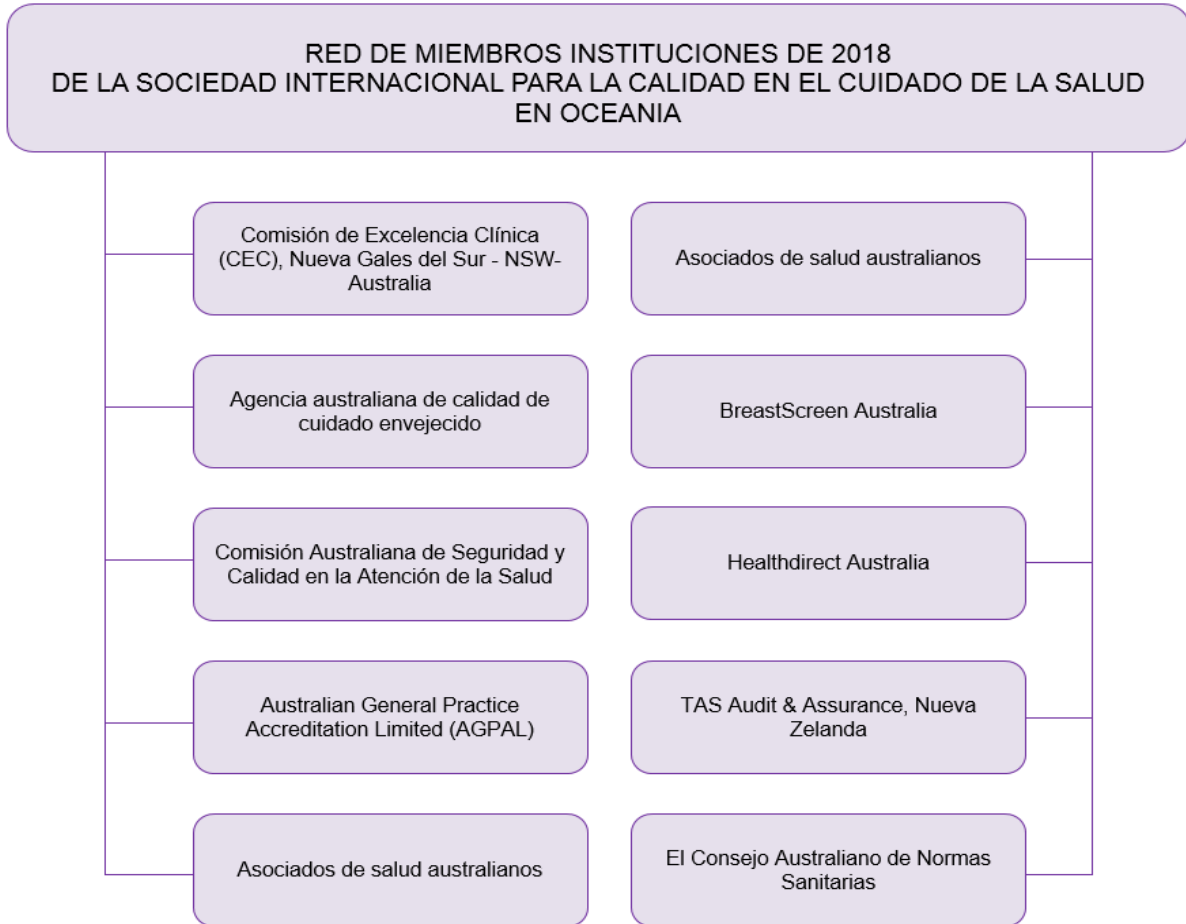 RED DE MIEMBROS INSTITUCIONES DE 2018
DE LA SOCIEDAD INTERNACIONAL PARA LA CALIDAD EN EL CUIDADO DE LA SALUD
EN OCEANIA
Comisión de Excelencia Clínica
(CEC), Nueva Gales del Sur - NSW-
Australia
Asociados de salud australianos
Agencia australiana de calidad de
cuidado envejecido
BreastScreen Australia
Comisión Australiana de Seguridad y
Calidad en la Atención de la Salud
Healthdirect Australia
Australian General Practice
Accreditation Limited (AGPAL)
TAS Audit & Assurance, Nueva
Zelanda
Asociados de salud australianos
El Consejo Australiano de Normas
Sanitarias